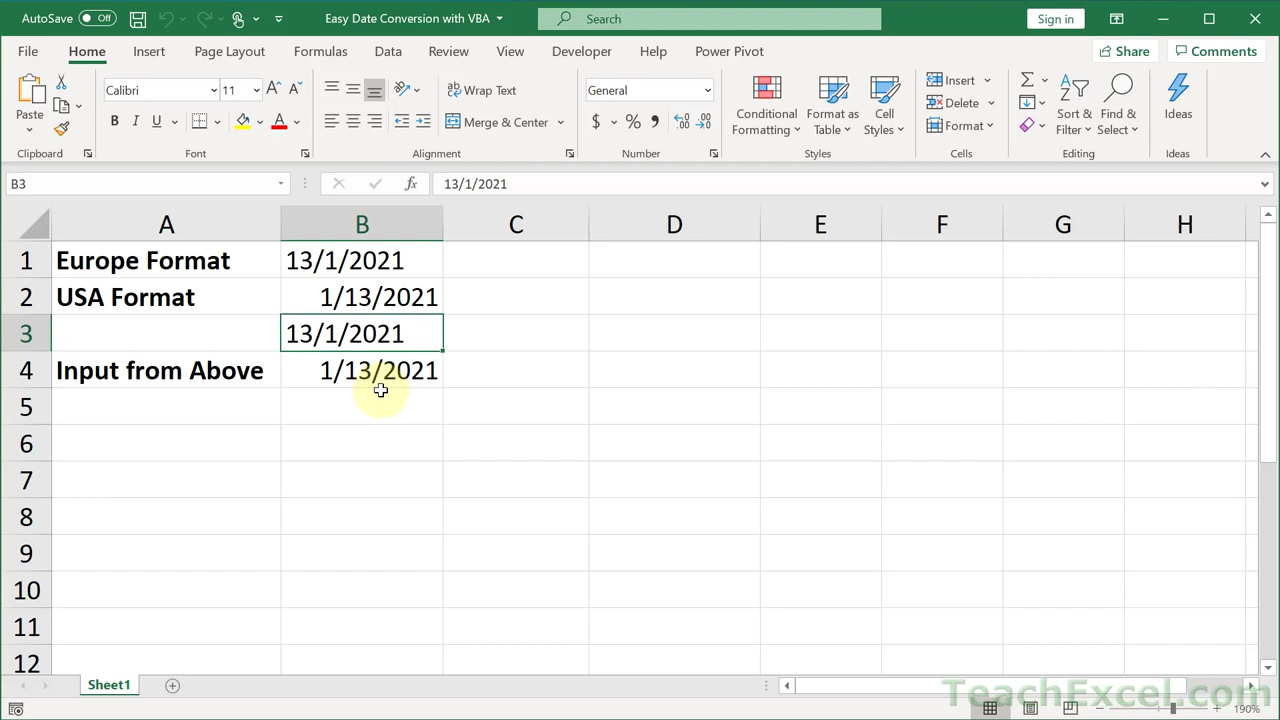 AutoSave Off Easy Date Conversion with VBA Search Sign in
File Home Insert Page Layout Formulas Data Review View Developer Help Power Pivot Share Comments
Calibri 11 Wrap Text General Insert
Paste B I U Merge & Center $ % Conditional Formatting Format as Table Cell Styles Delete Format Sort & Filter Find & Select Ideas
Clipboard Font Alignment Number Styles Cells Editing Ideas
B3 fx 13/1/2021
A B C D E F G H
1 Europe Format 13/1/2021
2 USA Format 1/13/2021
3 13/1/2021
4 Input from Above 1/13/2021
5
6
7
8
9
10
11
12
Sheet1
TeachExcel.com
190%